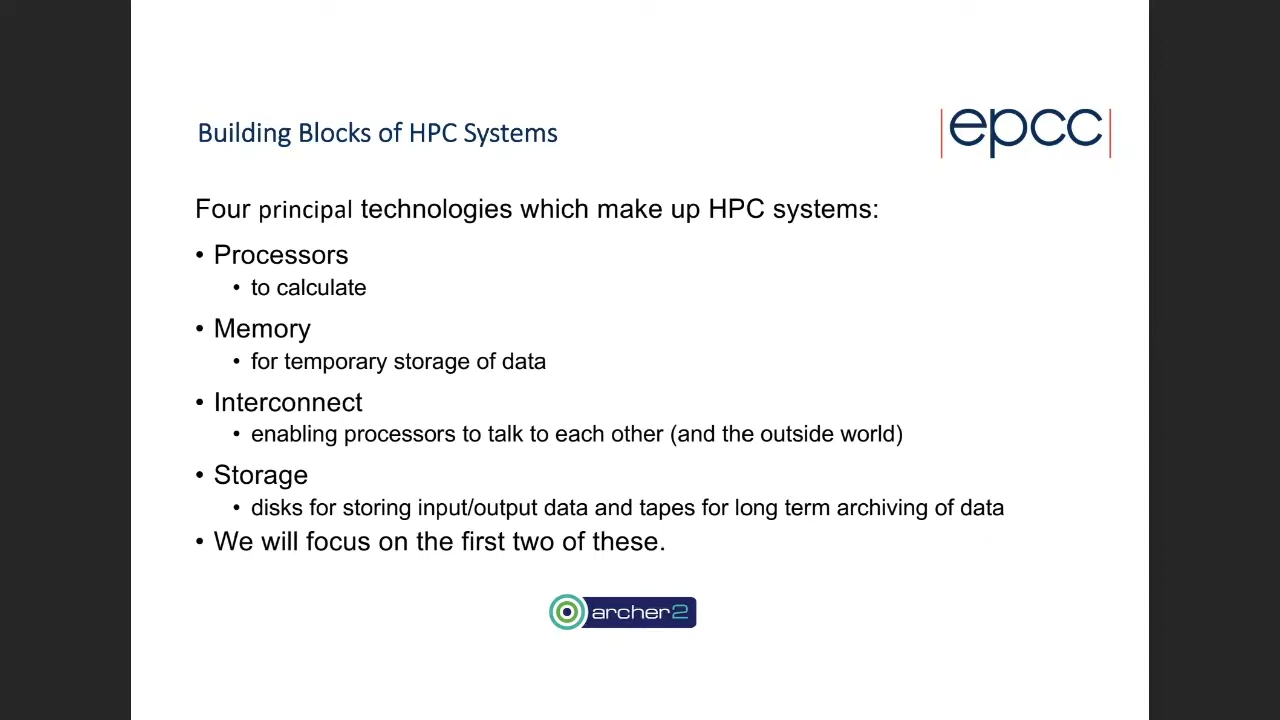 Building Blocks of HPC Systems
epcc
Four principal technologies which make up HPC systems:
• Processors
• to calculate
• Memory
• for temporary storage of data
• Interconnect
• enabling processors to talk to each other (and the outside world)
• Storage
• disks for storing input/output data and tapes for long term archiving of data
• We will focus on the first two of these.
archer2